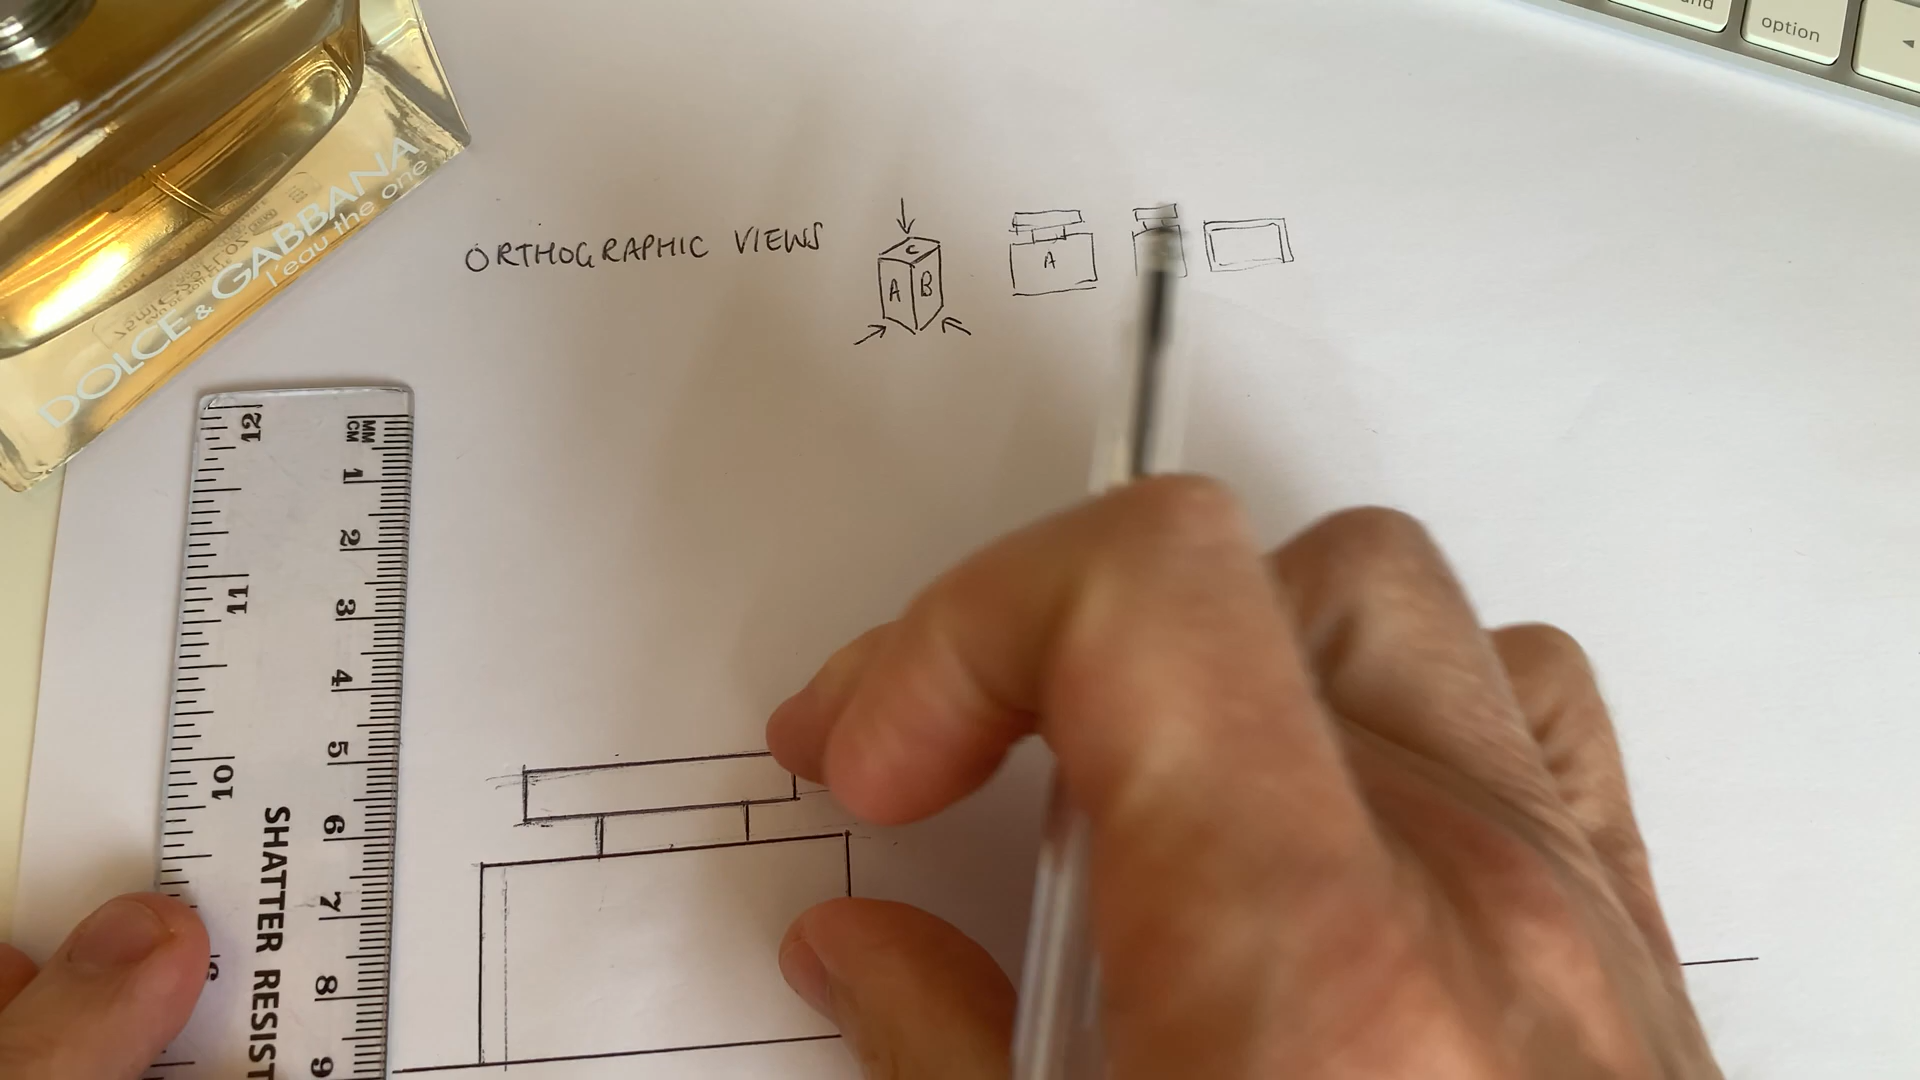 option
DOLCE & GABBANA
l'eau the one
ORTHOGRAPHIC VIEWS
C
A B
A
12
11
10
MM
CM
1
2
3
4
5
6
7
8
9
SHATTER RESIST